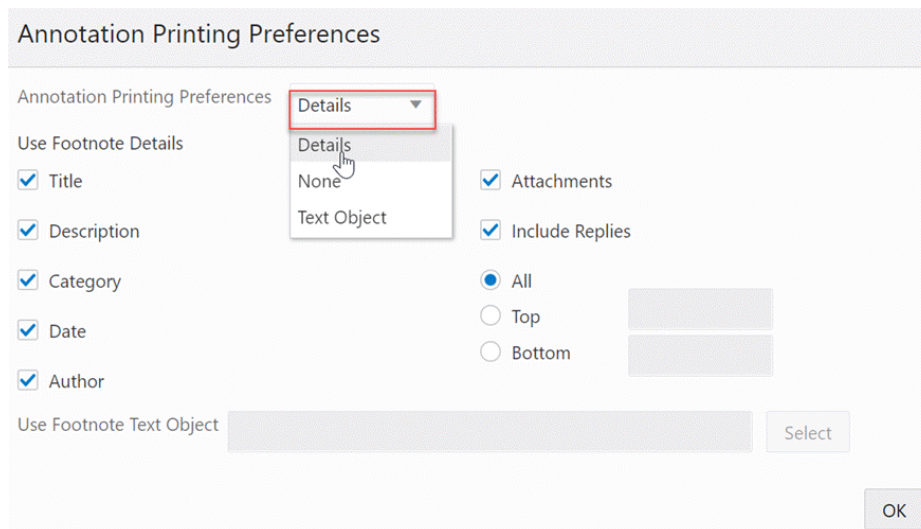 Annotation Printing Preferences
Annotation Printing Preferences
Details
Use Footnote Details
Details
Title
None
Attachments
Text Object
Description
Include Replies
Category
All
Top
Date
Bottom
Author
Use Footnote Text Object
Select
OK